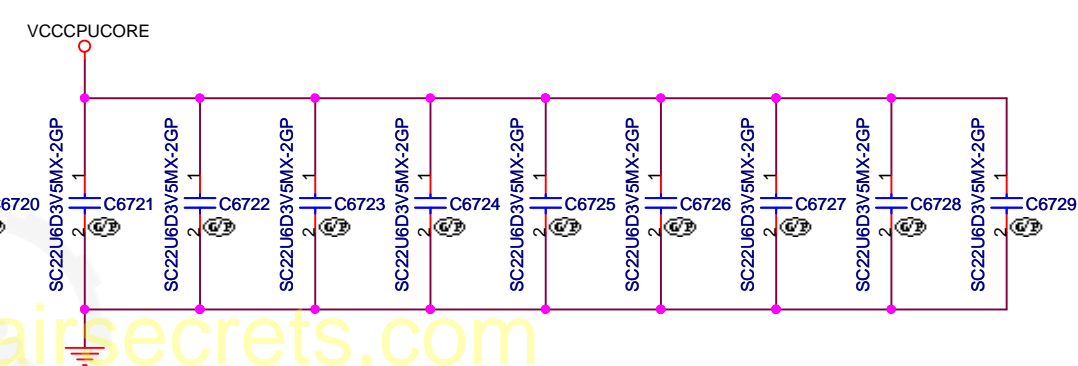 VCCCPUCORE
SC22U6D3V5MX-2GP
SC22U6D3V5MX-2GP
SC22U6D3V5MX-2GP
SC22U6D3V5MX-2GP
SC22U6D3V5MX-2GP
SC22U6D3V5MX-2GP
SC22U6D3V5MX-2GP
SC22U6D3V5MX-2GP
SC22U6D3V5MX-2GP
1 1 1 1 1 1 1 1 1
6720 C6721 C6722 C6723 C6724 C6725 C6726 C6727 C6728 C6729
2 G/P 2 G/P 2 G/P 2 G/P 2 G/P 2 G/P 2 G/P 2 G/P 2 G/P
airsecrets.com